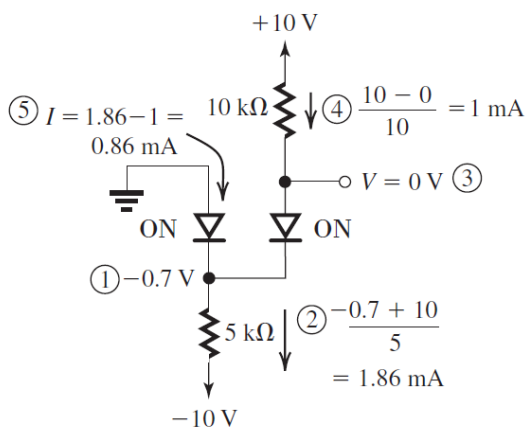 +10 V
⑤ I = 1.86−1 =
0.86 mA
10 kΩ
④ 10 − 0
10
= 1 mA
V = 0 V ③
ON
ON
① −0.7 V
5 kΩ
② −0.7 + 10
5
= 1.86 mA
−10 V